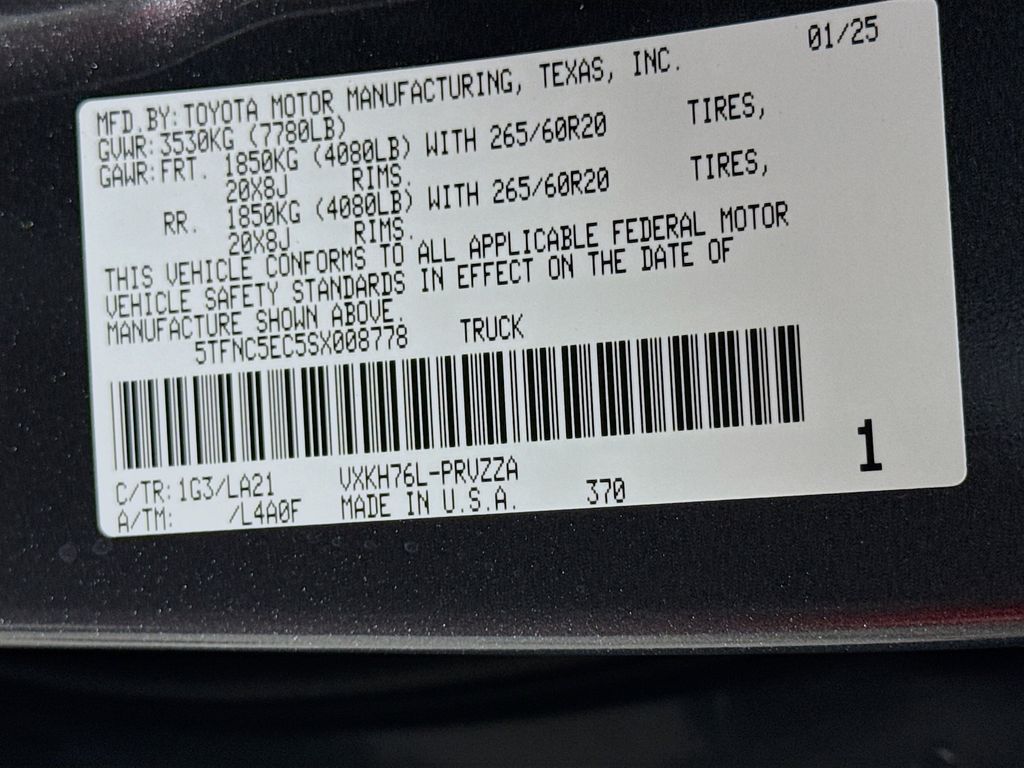 01/25
MFD.BY:TOYOTA MOTOR MANUFACTURING, TEXAS, INC.
GVWR:3530KG (7780LB)
GAWR:FRT. 1850KG (4080LB) WITH 265/60R20 TIRES,
20X8J RIMS.
RR. 1850KG (4080LB) WITH 265/60R20 TIRES,
20X8J RIMS.
THIS VEHICLE CONFORMS TO ALL APPLICABLE FEDERAL MOTOR
VEHICLE SAFETY STANDARDS IN EFFECT ON THE DATE OF
MANUFACTURE SHOWN ABOVE.
5TFNC5EC5SX008778 TRUCK
1
C/TR:1G3/LA21 VXKH76L-PRVZZA
A/TM: /L4A0F MADE IN U.S.A. 370